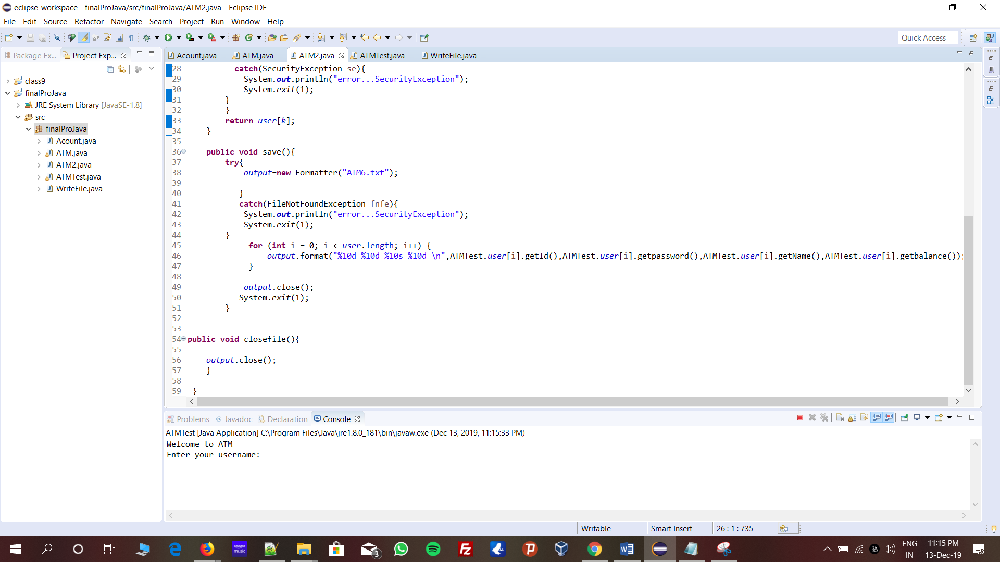 eclipse-workspace - finalProJava/src/finalProJava/ATM2.java - Eclipse IDE
File Edit Source Refactor Navigate Search Project Run Window Help
Quick Access
Package Ex... Project Exp...
Acount.java ATM.java ATM2.java ATMTest.java WriteFile.java
class9
finalProJava
JRE System Library [JavaSE-1.8]
src
finalProJava
Acount.java
ATM.java
ATM2.java
ATMTest.java
WriteFile.java
28 catch(SecurityException se){
29 System.out.println("error...SecurityException");
30 System.exit(1);
31 }
32 }
33 return user[k];
34 }
35
36 public void save(){
37 try{
38 output=new Formatter("ATM6.txt");
39
40 }
41 catch(FileNotFoundException fnfe){
42 System.out.println("error...SecurityException");
43 System.exit(1);
44 }
45 for (int i = 0; i < user.length; i++) {
46 output.format("%10d %10d %10s %10d \n",ATMTest.user[i].getId(),ATMTest.user[i].getpassword(),ATMTest.user[i].getName(),ATMTest.user[i].getbalance());
47 }
48
49 output.close();
50 System.exit(1);
51 }
52
53
54 public void closefile(){
55
56 output.close();
57 }
58
59 }
Problems @ Javadoc Declaration Console
ATMTest [Java Application] C:\Program Files\Java\jre1.8.0_181\bin\javaw.exe (Dec 13, 2019, 11:15:33 PM)
Welcome to ATM
Enter your username:
Writable Smart Insert 26 : 1 : 735
amazon music
3
ENG
IN
11:15 PM
13-Dec-19